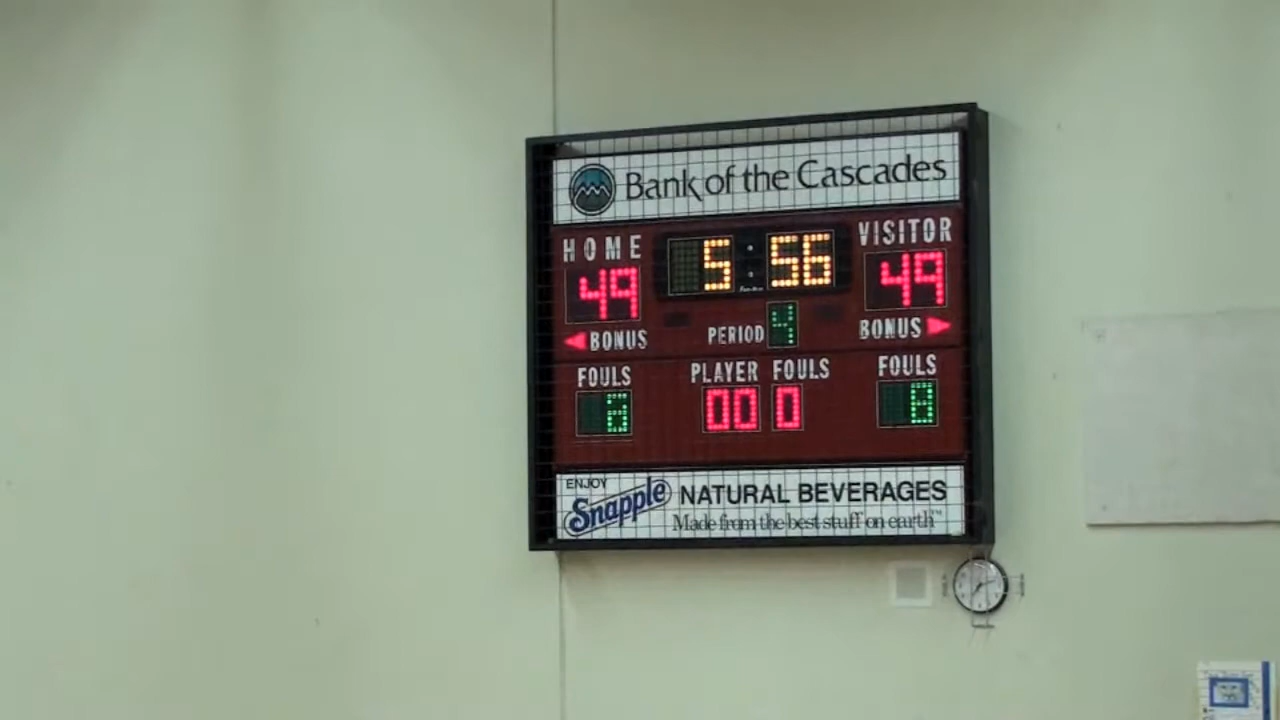 Bank of the Cascades
HOME 5:56 VISITOR
49 49
BONUS PERIOD 4 BONUS
FOULS PLAYER FOULS FOULS
00 0 8
ENJOY
Snapple NATURAL BEVERAGES
Made from the best stuff on earth™